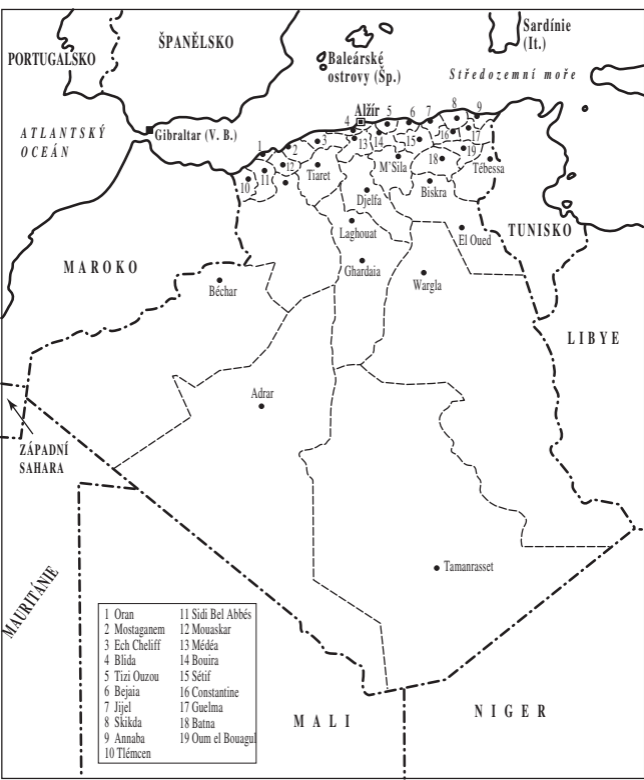 PORTUGALSKO
ŠPANĚLSKO
Baleárské
ostrovy (Šp.)
Sardínie
(It.)
Středozemní moře
ATLANTSKÝ
OCEÁN
Gibraltar (V. B.)
Alžír
1
2
3
4
5
6
7
8
9
10
11
12
13
14
15
16
17
18
19
Tiaret
M'Sila
Biskra
Tébessa
Djelfa
Laghouat
El Oued
TUNISKO
MAROKO
Ghardaia
Béchar
Wargla
LIBYE
Adrar
ZÁPADNÍ
SAHARA
Tamanrasset
MAURITÁNIE
MALI
NIGER
1 Oran
2 Mostaganem
3 Ech Cheliff
4 Blida
5 Tizi Ouzou
6 Bejaia
7 Jijel
8 Skikda
9 Annaba
10 Tlémcen
11 Sidi Bel Abbés
12 Mouaskar
13 Médéa
14 Bouira
15 Sétif
16 Constantine
17 Guelma
18 Batna
19 Oum el Bouagul